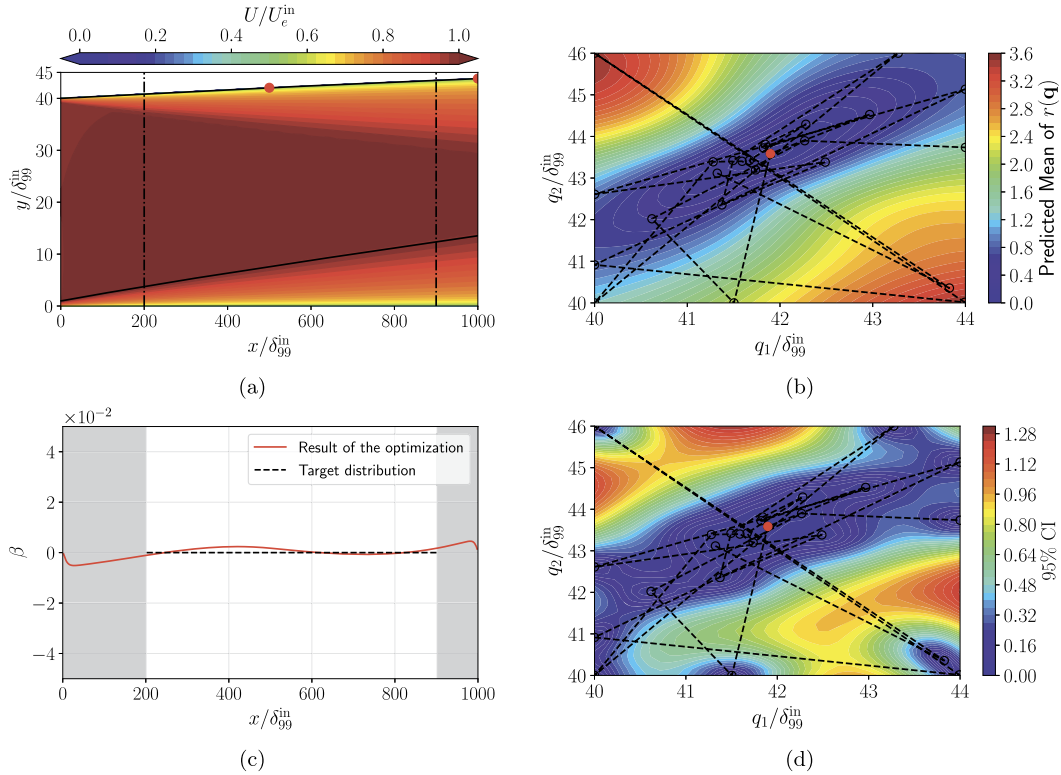 U/U_e^in
0.0 0.2 0.4 0.6 0.8 1.0
45
40
30
20
10
0
y/δ_99^in
0 200 400 600 800 1000
x/δ_99^in
(a)
46
45
44
43
42
41
40
q_2/δ_99^in
40 41 42 43 44
q_1/δ_99^in
3.6
3.2
2.8
2.4
2.0
1.6
1.2
0.8
0.4
0.0
Predicted Mean of r(q)
(b)
×10^−2
4
2
0
−2
−4
β
Result of the optimization
Target distribution
0 200 400 600 800 1000
x/δ_99^in
(c)
46
45
44
43
42
41
40
q_2/δ_99^in
40 41 42 43 44
q_1/δ_99^in
1.28
1.12
0.96
0.80
0.64
0.48
0.32
0.16
0.00
95% CI
(d)